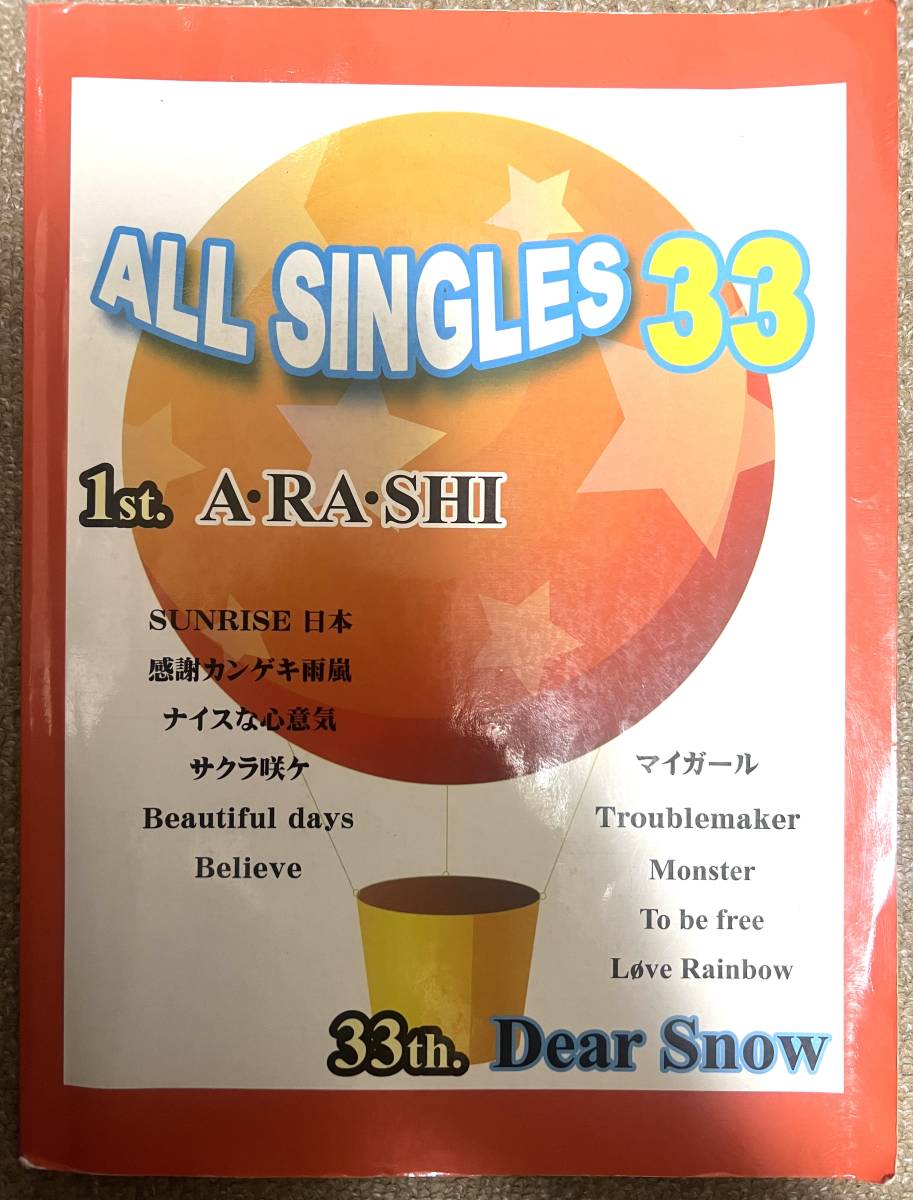 ALL SINGLES 33
1st. A・RA・SHI
SUNRISE 日本
感謝カンゲキ雨嵐
ナイスな心意気
サクラ咲ケ
Beautiful days
Believe
マイガール
Troublemaker
Monster
To be free
Løve Rainbow
33th. Dear Snow